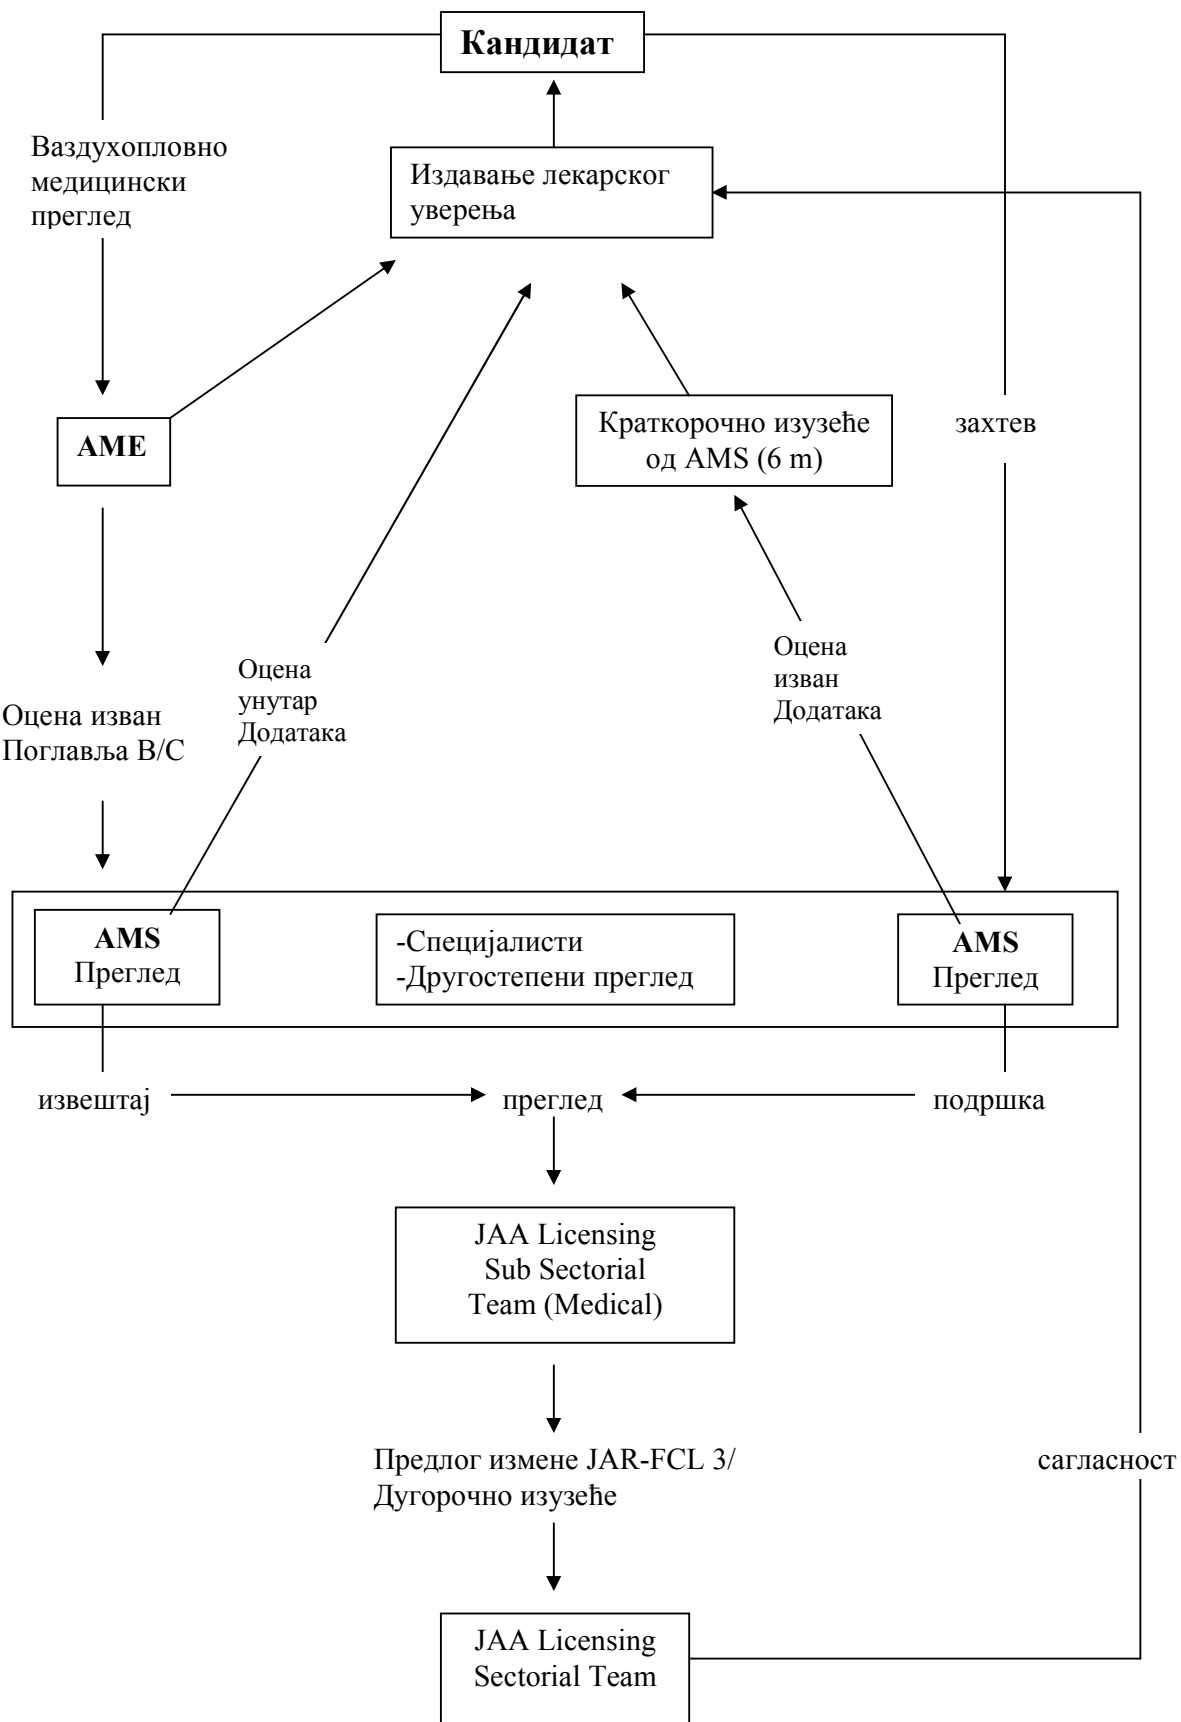 Кандидат
Ваздухопловно
медицински
преглед
Издавање лекарског
уверења
AME
Краткорочно изузеће
од AMS (6 m)
захтев
Оцена
унутар
Додатака
Оцена
изван
Додатака
Оцена изван
Поглавља B/C
AMS
Преглед
-Специјалисти
-Другостепени преглед
AMS
Преглед
извештај
преглед
подршка
JAA Licensing
Sub Sectorial
Team (Medical)
Предлог измене JAR-FCL 3/
Дугорочно изузеће
сагласност
JAA Licensing
Sectorial Team